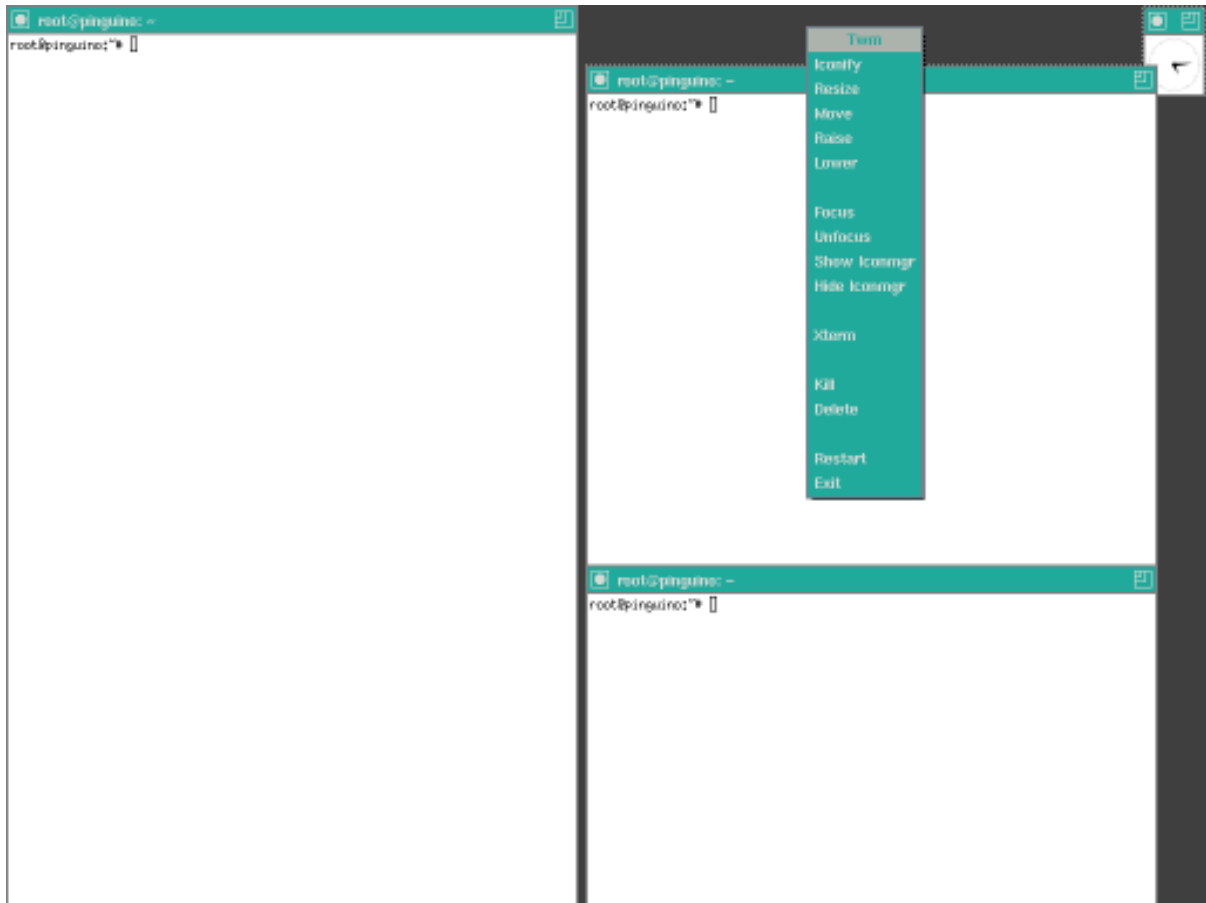 root@pinguino: ~
root@pinguino:~# 
root@pinguino: ~
root@pinguino:~# 
Twm
Iconify
Resize
Move
Raise
Lower
Focus
Unfocus
Show Iconmgr
Hide Iconmgr
Xterm
Kill
Delete
Restart
Exit
root@pinguino: ~
root@pinguino:~#